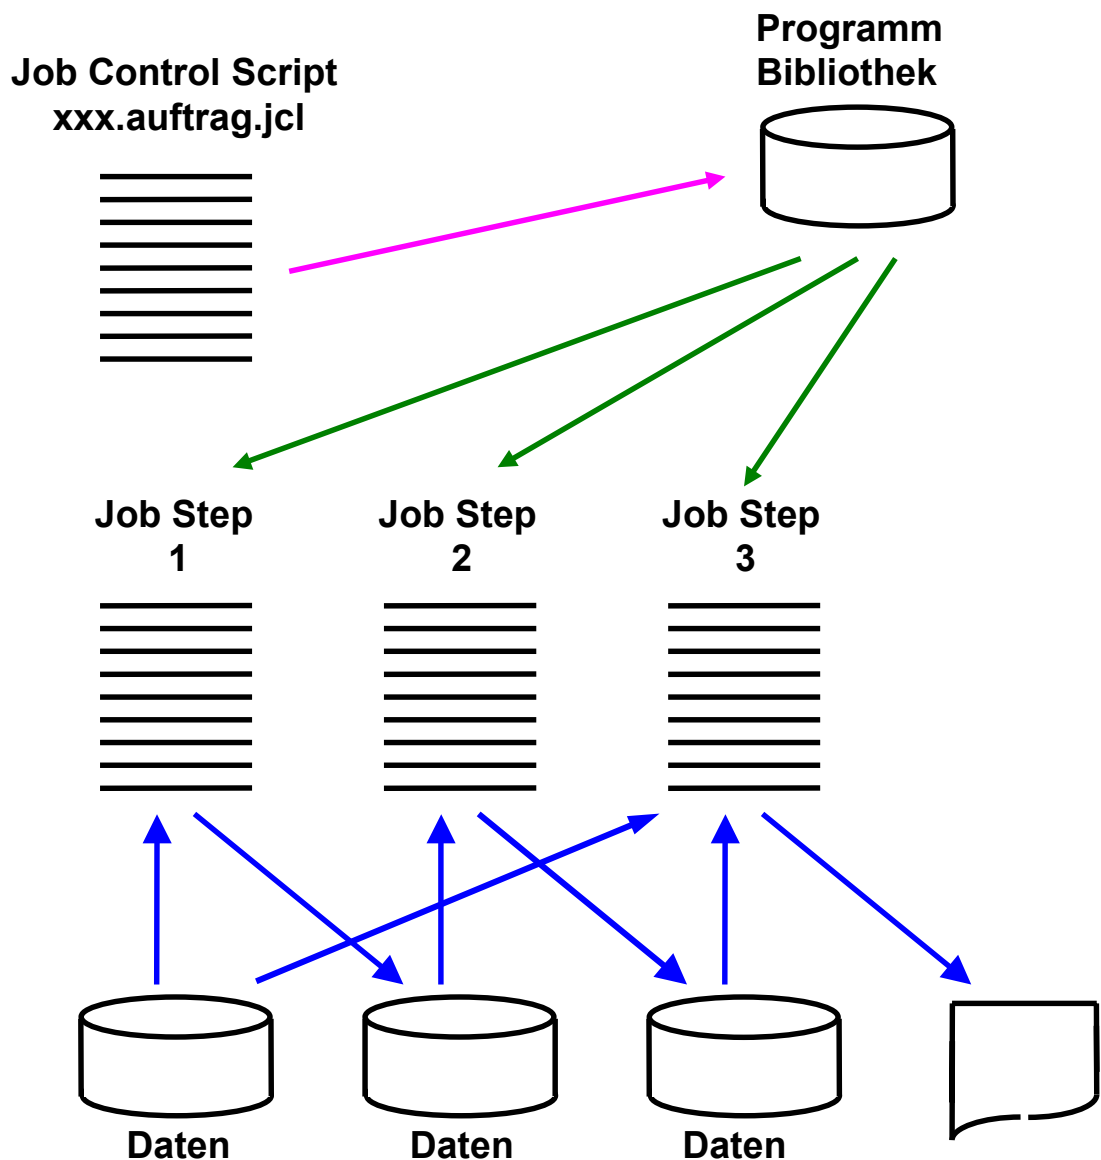 Programm
Bibliothek
Job Control Script
xxx.auftrag.jcl
Job Step
1
Job Step
2
Job Step
3
Daten
Daten
Daten